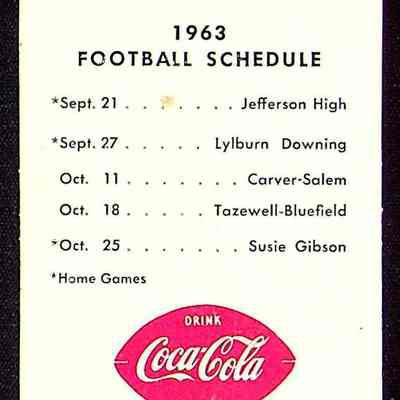 1963
FOOTBALL SCHEDULE
*Sept. 21 . . . . . . . Jefferson High
*Sept. 27 . . . . . . Lylburn Downing
Oct. 11 . . . . . . . Carver-Salem
Oct. 18 . . . . . Tazewell-Bluefield
*Oct. 25 . . . . . . . Susie Gibson
*Home Games
DRINK
Coca-Cola